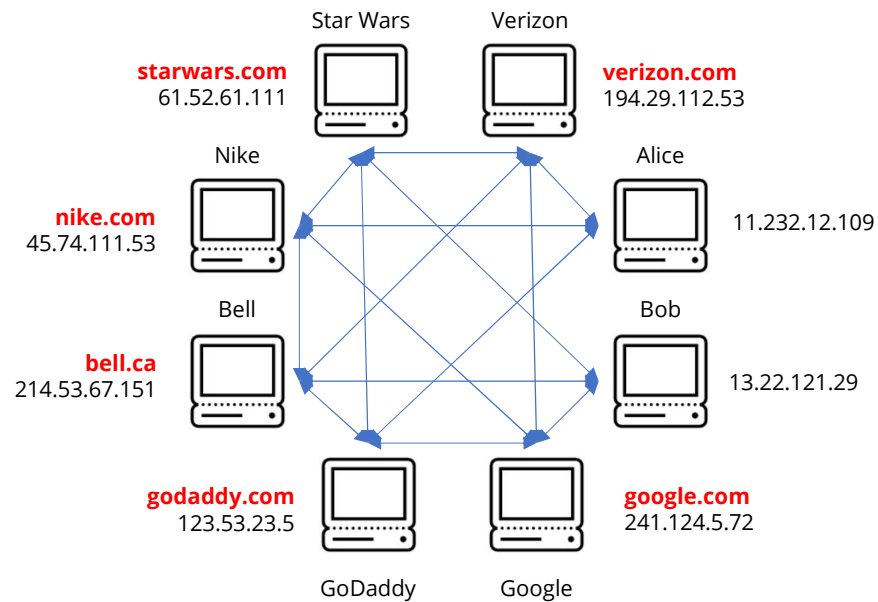 Star Wars
Verizon
starwars.com
61.52.61.111
verizon.com
194.29.112.53
Nike
Alice
nike.com
45.74.111.53
11.232.12.109
Bell
Bob
bell.ca
214.53.67.151
13.22.121.29
godaddy.com
123.53.23.5
google.com
241.124.5.72
GoDaddy
Google